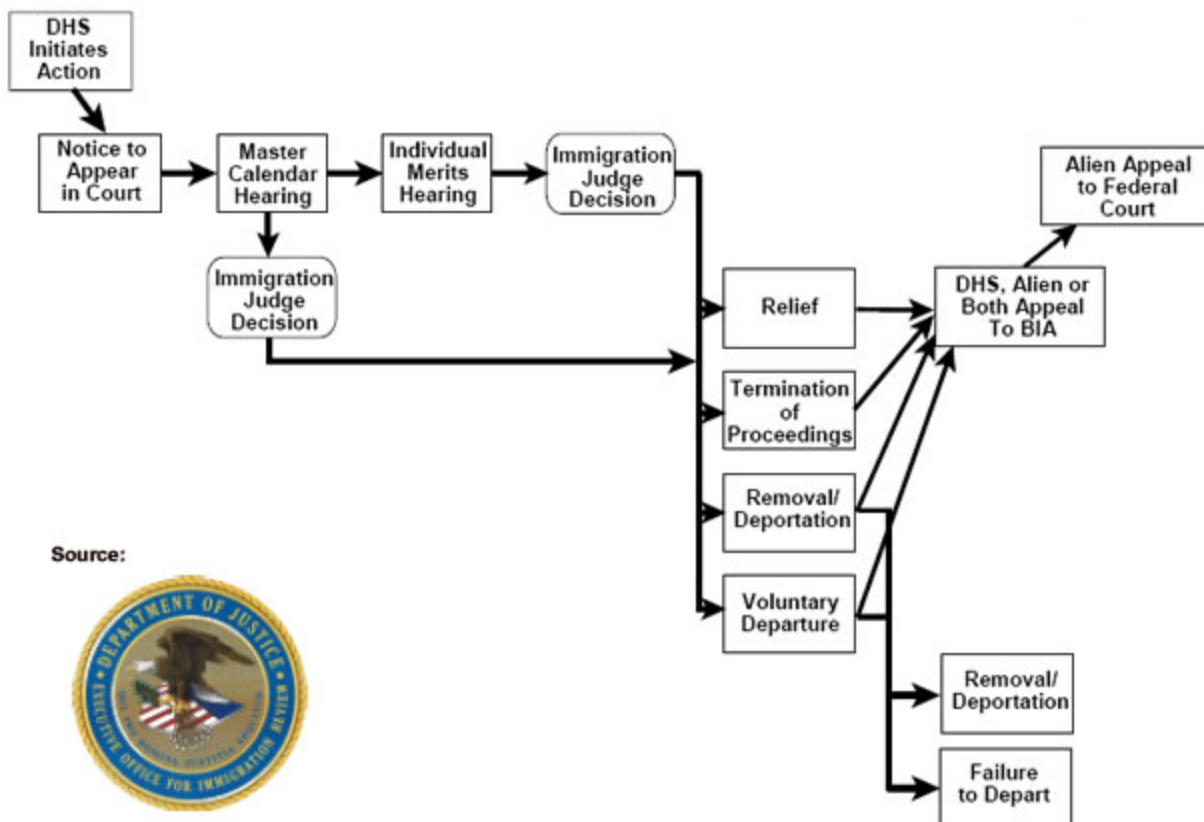 DHS
Initiates
Action
Notice to
Appear
in Court
Master
Calendar
Hearing
Individual
Merits
Hearing
Immigration
Judge
Decision
Immigration
Judge
Decision
Relief
Termination
of
Proceedings
Removal/
Deportation
Voluntary
Departure
DHS, Alien or
Both Appeal
To BIA
Alien Appeal
to Federal
Court
Removal/
Deportation
Failure
to Depart
Source:
DEPARTMENT OF JUSTICE
EXECUTIVE OFFICE FOR IMMIGRATION REVIEW